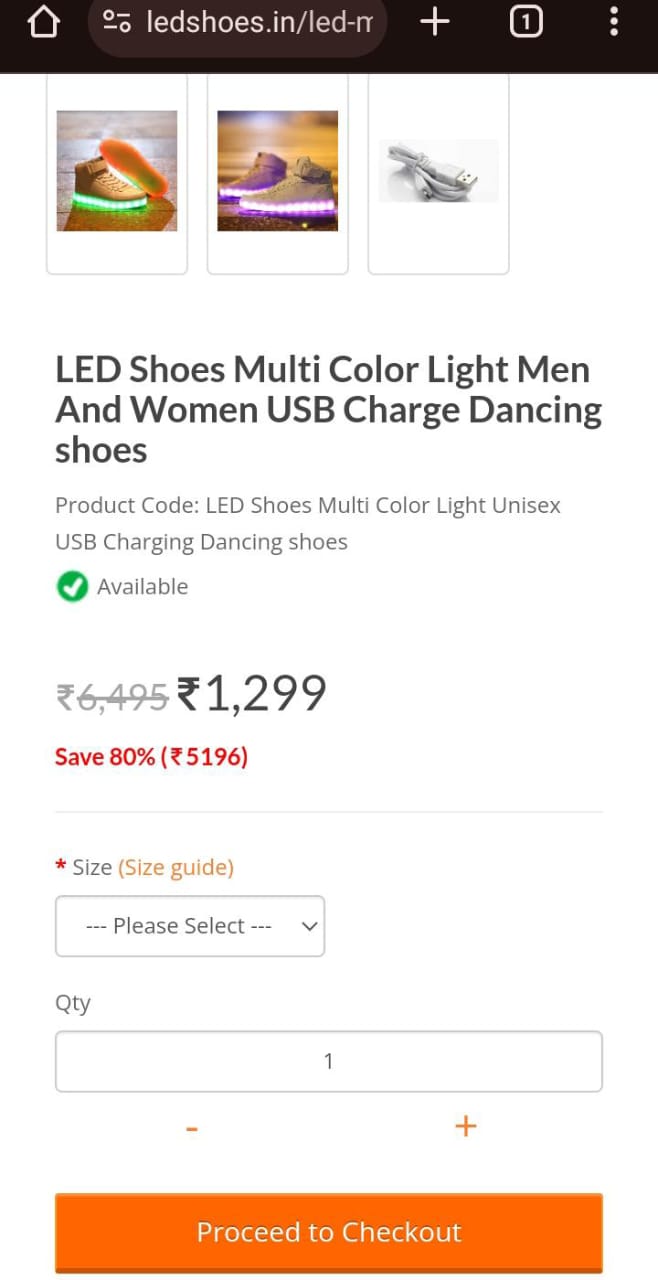 ledshoes.in/led-m
1
LED Shoes Multi Color Light Men
And Women USB Charge Dancing
shoes
Product Code: LED Shoes Multi Color Light Unisex
USB Charging Dancing shoes
Available
₹6,495 ₹1,299
Save 80% (₹5196)
* Size (Size guide)
--- Please Select ---
Qty
1
- +
Proceed to Checkout